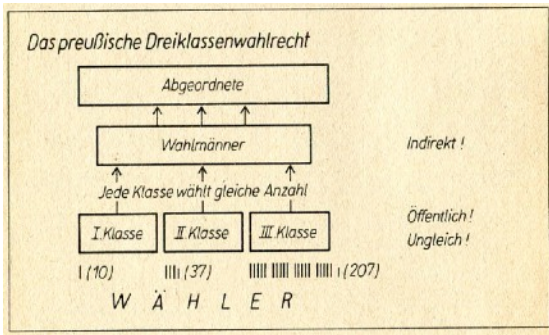 Das preußische Dreiklassenwahlrecht
Abgeordnete
Wahlmänner
Indirekt !
Jede Klasse wählt gleiche Anzahl
I. Klasse
II. Klasse
III. Klasse
Öffentlich !
Ungleich !
(10)
(37)
(207)
WÄHLER